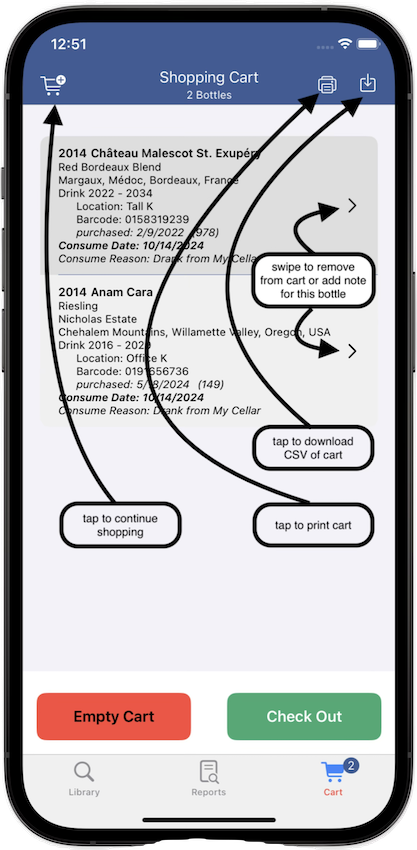 12:51
Shopping Cart
2 Bottles
2014 Château Malescot St. Exupéry
Red Bordeaux Blend
Margaux, Médoc, Bordeaux, France
Drink 2022 - 2034
Location: Tall K
Barcode: 0158319239
purchased: 2/9/2022 (978)
Consume Date: 10/14/2024
Consume Reason: Drank from My Cellar
swipe to remove
from cart or add note
for this bottle
2014 Anam Cara
Riesling
Nicholas Estate
Chehalem Mountains, Willamette Valley, Oregon, USA
Drink 2016 - 2029
Location: Office K
Barcode: 0191556736
purchased: 5/18/2024 (149)
Consume Date: 10/14/2024
Consume Reason: Drank from My Cellar
tap to download
CSV of cart
tap to continue
shopping
tap to print cart
Empty Cart
Check Out
2
Library
Reports
Cart